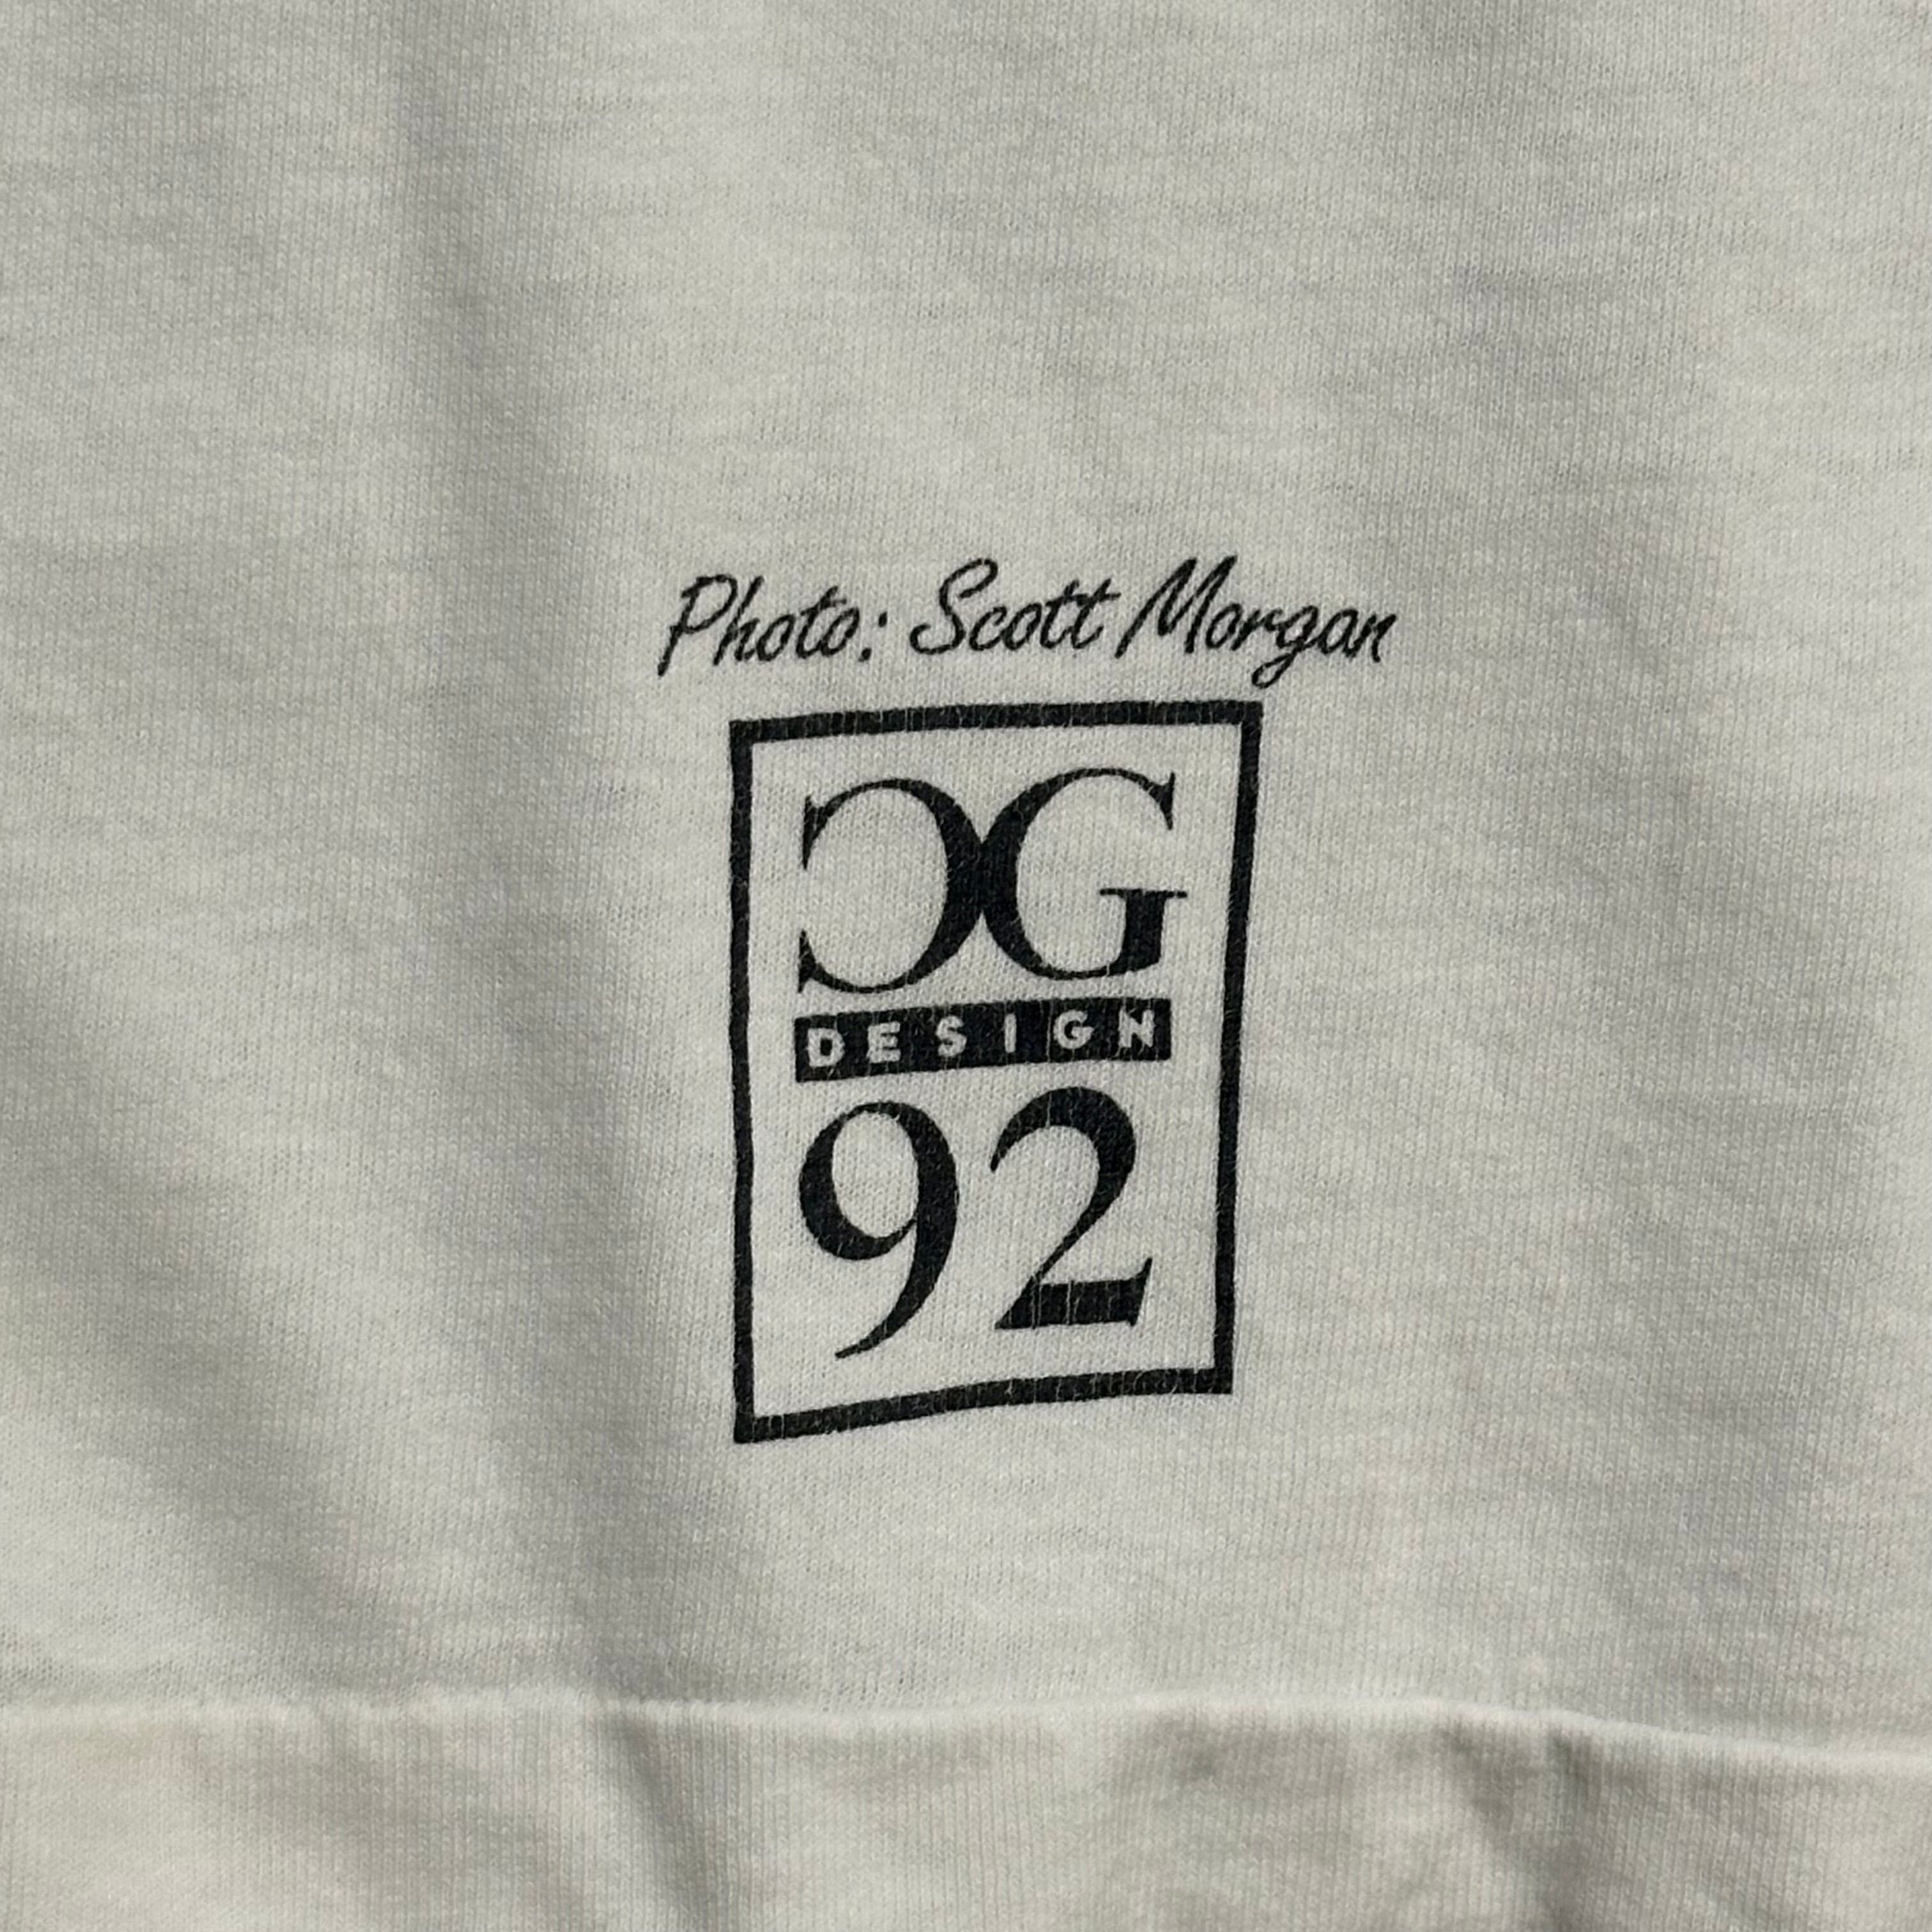 Photo: Scott Morgan
CG
DESIGN
92